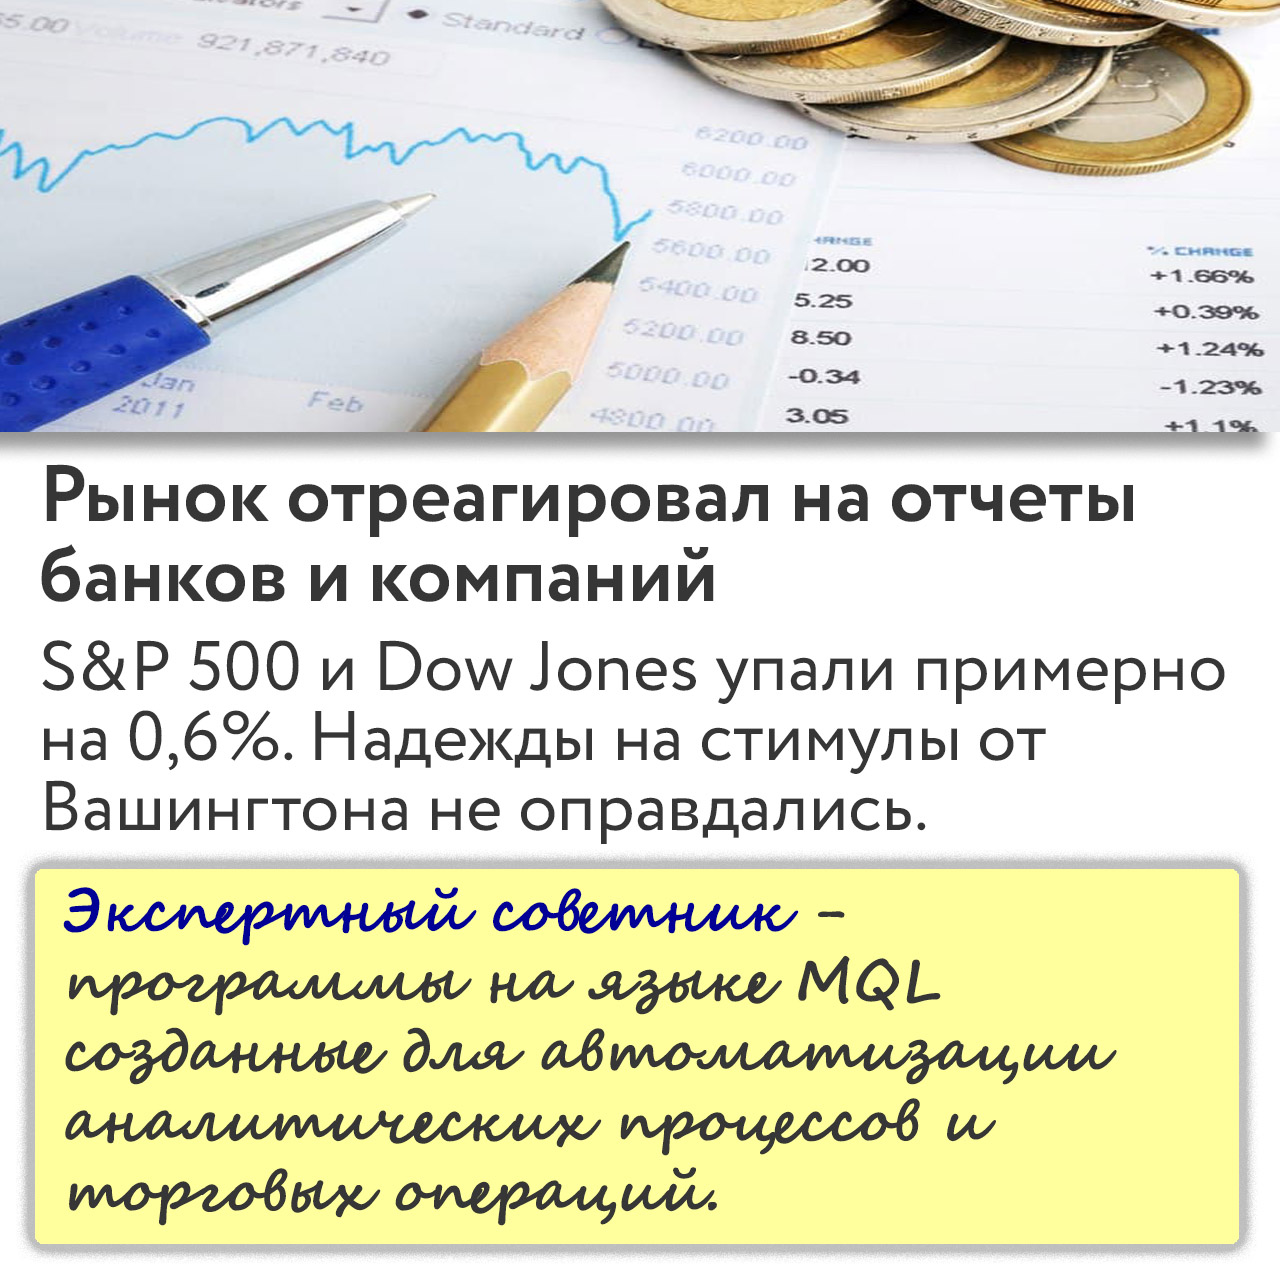 5.00 Volume 921,871,840
Standard
6200.00
6000.00
5800.00
5600.00
5400.00
5200.00
5000.00
4800.00
Jan
2011
Feb
% CHANGE
2.00 +1.66%
5.25 +0.39%
8.50 +1.24%
-0.34 -1.23%
3.05 +1.1%
Рынок отреагировал на отчеты
банков и компаний
S&P 500 и Dow Jones упали примерно
на 0,6%. Надежды на стимулы от
Вашингтона не оправдались.
Экспертный советник –
программы на языке MQL
созданные для автоматизации
аналитических процессов и
торговых операций.